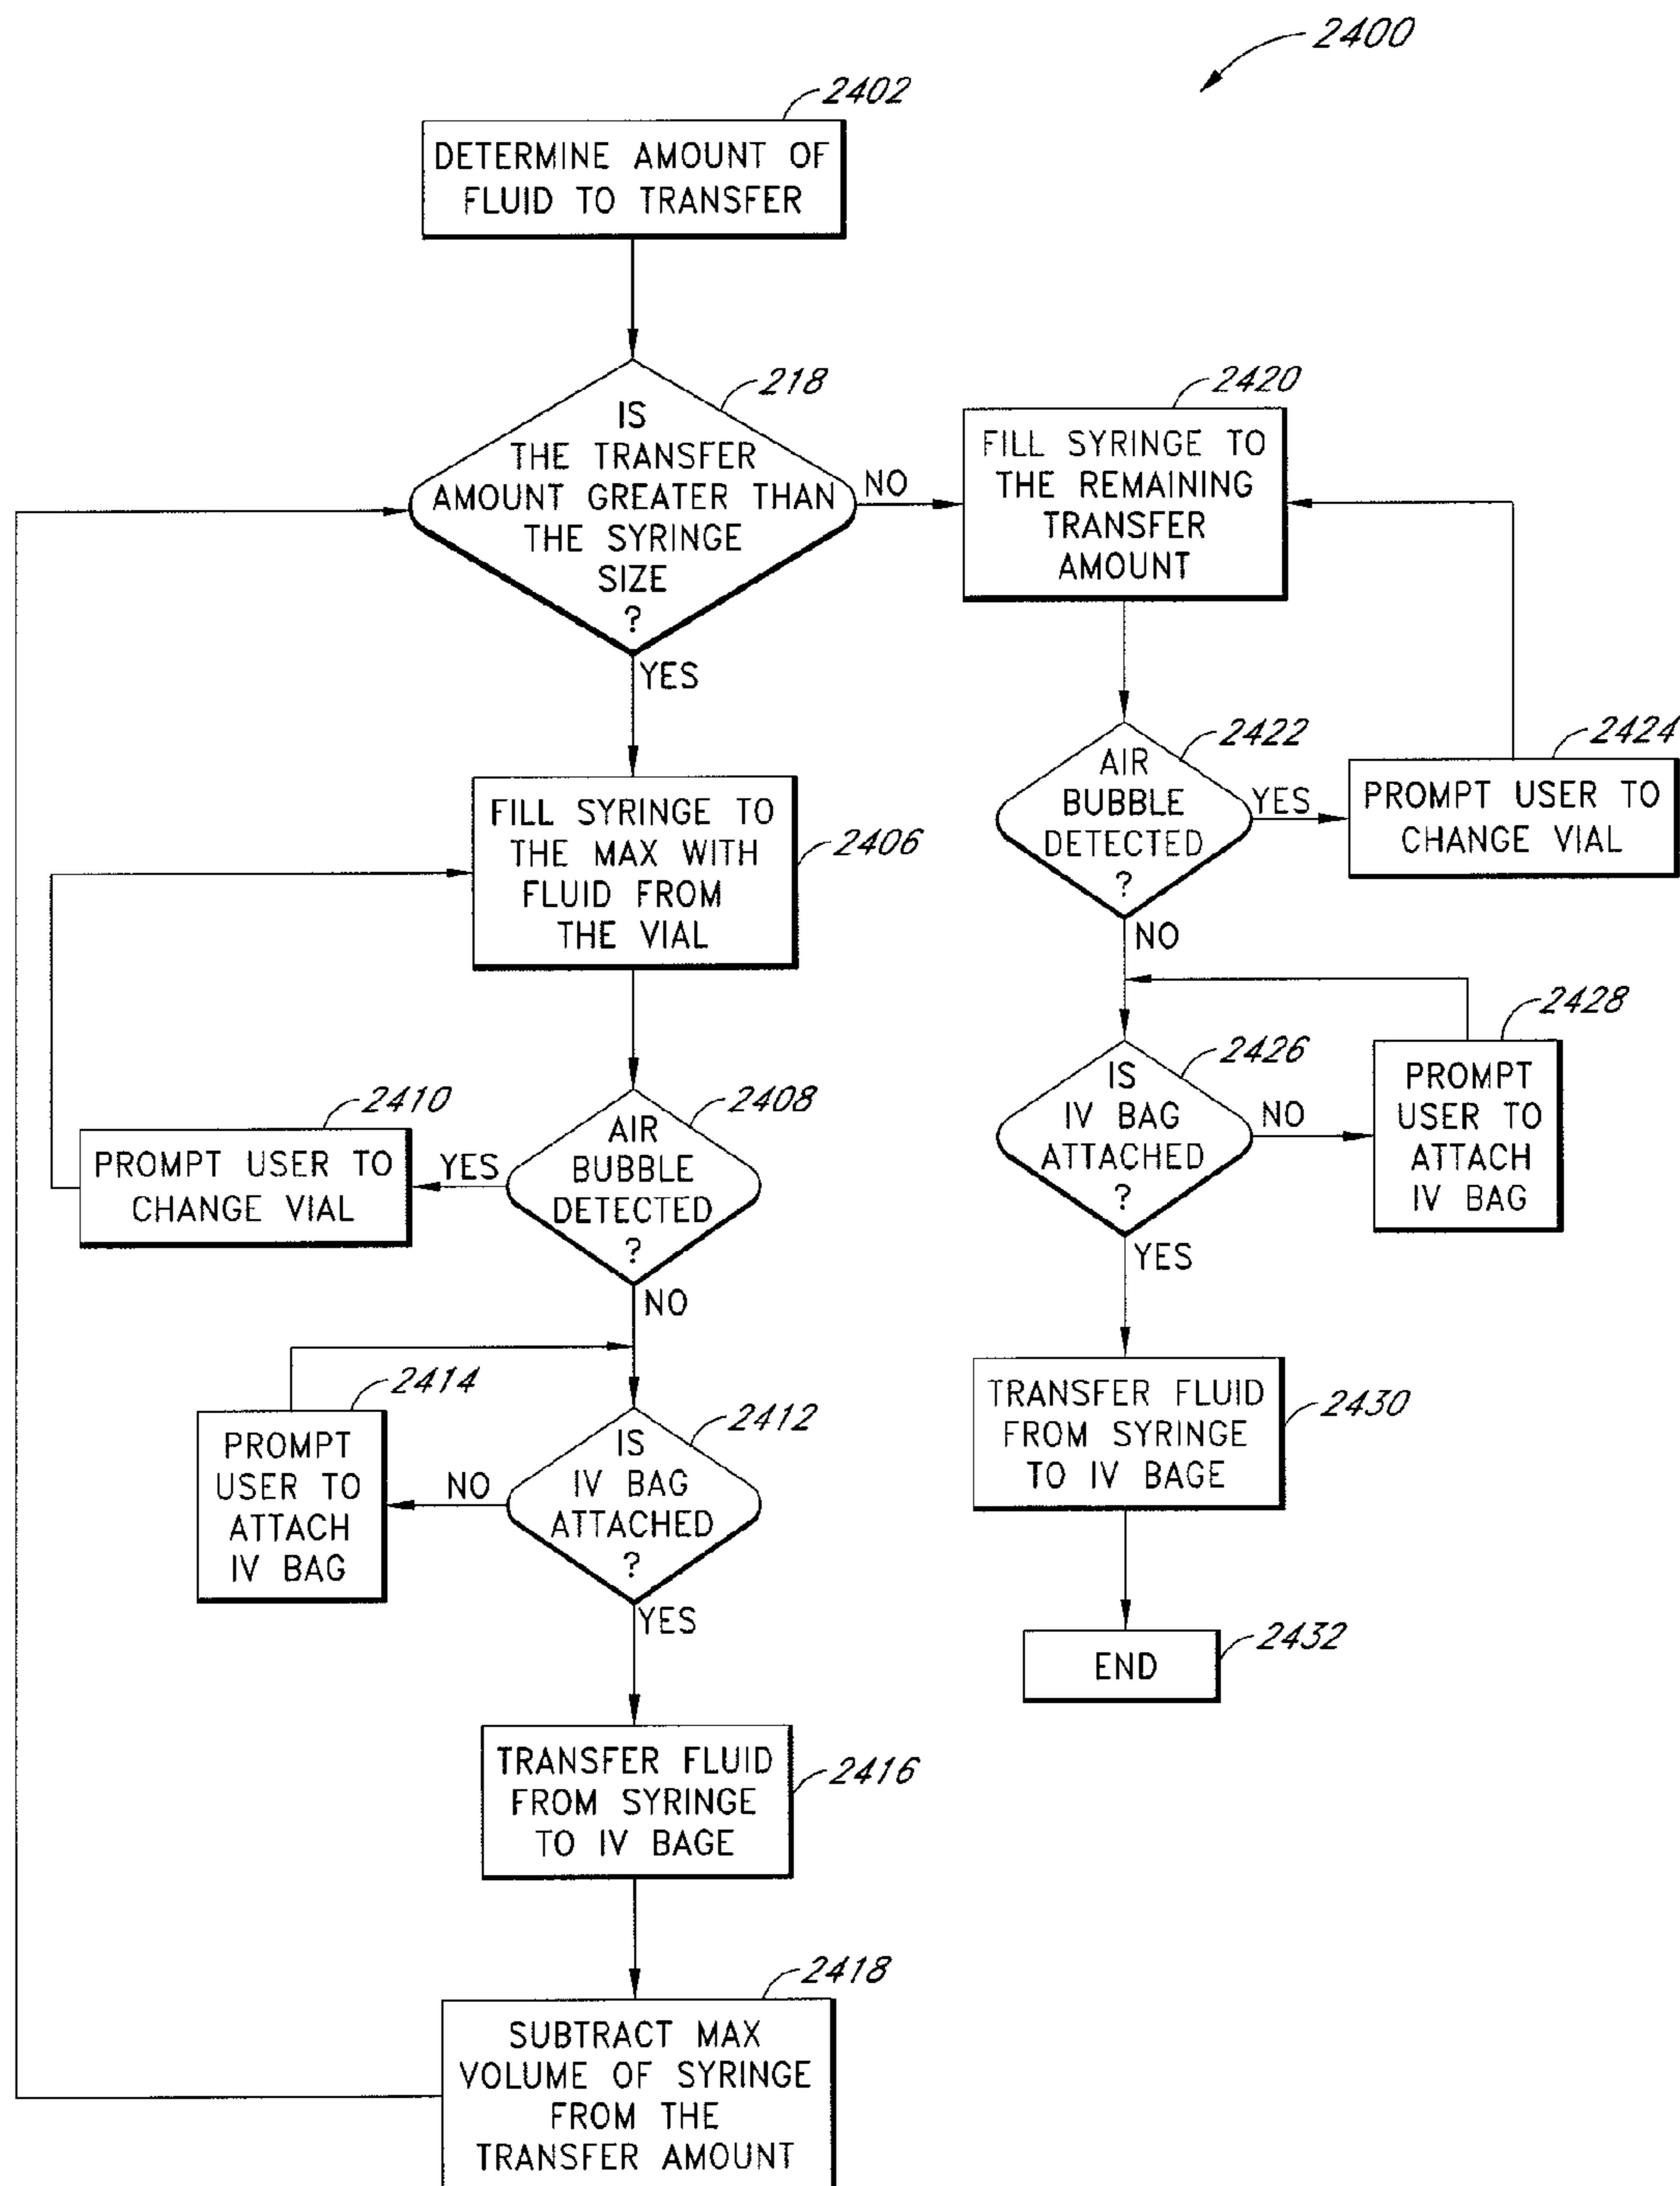 2400
2402
DETERMINE AMOUNT OF
FLUID TO TRANSFER
218
IS
THE TRANSFER
AMOUNT GREATER THAN
THE SYRINGE
SIZE
?
NO
YES
2420
FILL SYRINGE TO
THE REMAINING
TRANSFER
AMOUNT
2422
AIR
BUBBLE
DETECTED
?
YES
NO
2424
PROMPT USER TO
CHANGE VIAL
2406
FILL SYRINGE TO
THE MAX WITH
FLUID FROM
THE VIAL
2408
AIR
BUBBLE
DETECTED
?
YES
NO
2410
PROMPT USER TO
CHANGE VIAL
2426
IS
IV BAG
ATTACHED
?
NO
YES
2428
PROMPT
USER TO
ATTACH
IV BAG
2412
IS
IV BAG
ATTACHED
?
NO
YES
2414
PROMPT
USER TO
ATTACH
IV BAG
2430
TRANSFER FLUID
FROM SYRINGE
TO IV BAGE
2432
END
2416
TRANSFER FLUID
FROM SYRINGE
TO IV BAGE
2418
SUBTRACT MAX
VOLUME OF SYRINGE
FROM THE
TRANSFER AMOUNT